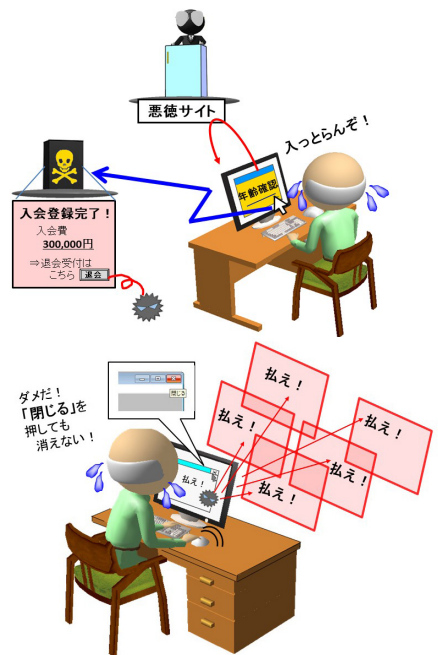 悪徳サイト
入っとらんぞ！
年齢確認
入会登録完了！
入会費
300,000円
⇒退会受付は
こちら 退会
ダメだ！
「閉じる」を
押しても
消えない！
閉じる
払え！
払え！
払え！
払え！
払え！
払え！